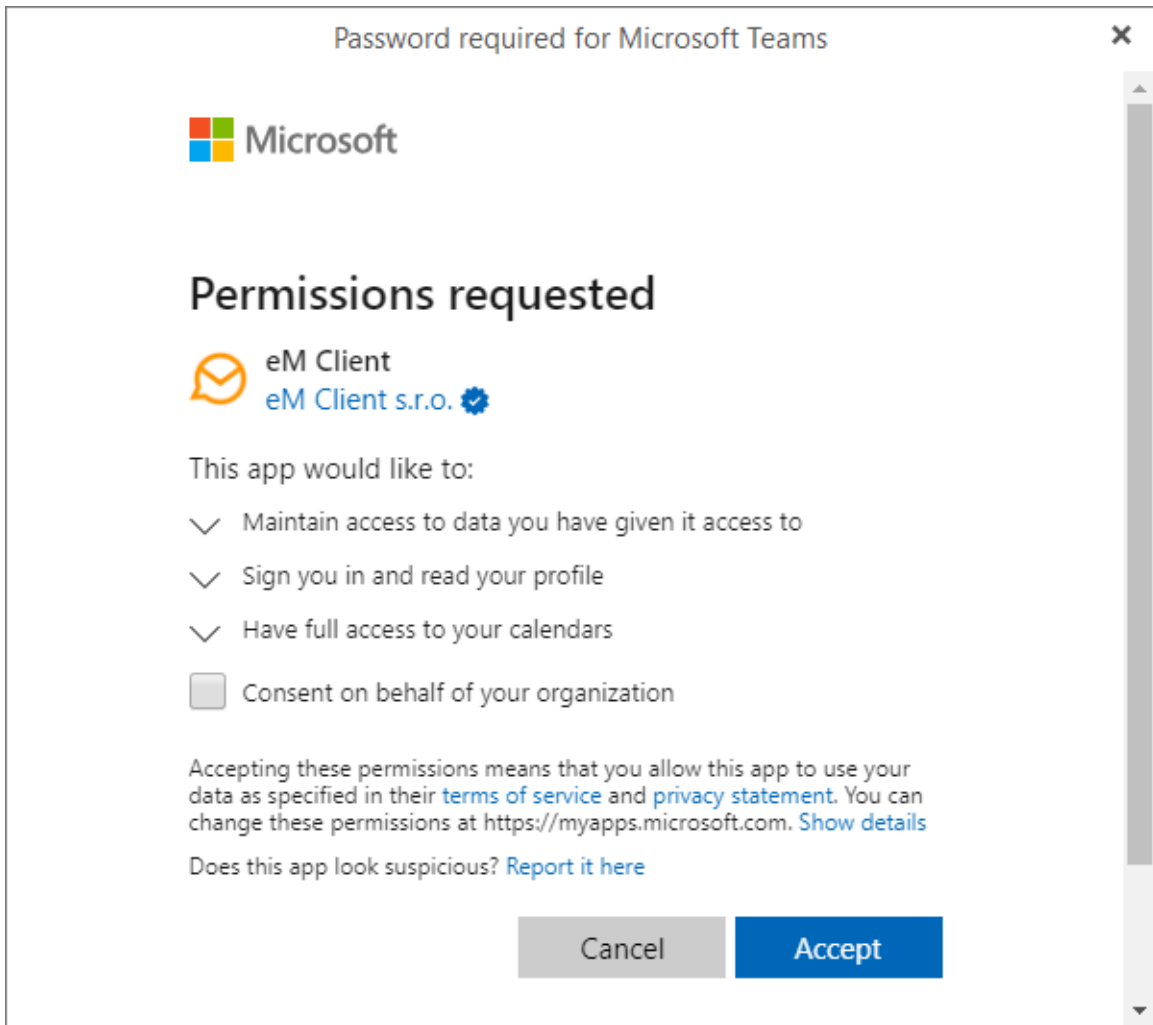 Password required for Microsoft Teams
Microsoft
Permissions requested
eM Client
eM Client s.r.o.
This app would like to:
Maintain access to data you have given it access to
Sign you in and read your profile
Have full access to your calendars
Consent on behalf of your organization
Accepting these permissions means that you allow this app to use your
data as specified in their terms of service and privacy statement. You can
change these permissions at https://myapps.microsoft.com. Show details
Does this app look suspicious? Report it here
Cancel
Accept